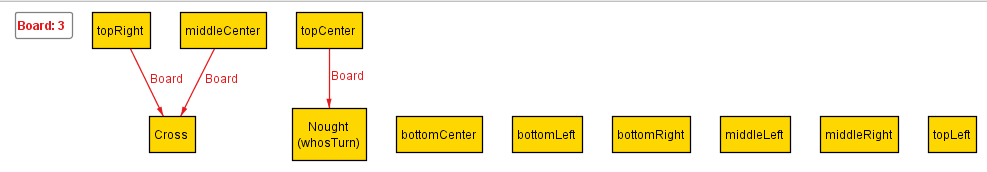 Board: 3
topRight
middleCenter
topCenter
Board
Board
Board
Cross
Nought
(whosTurn)
bottomCenter
bottomLeft
bottomRight
middleLeft
middleRight
topLeft